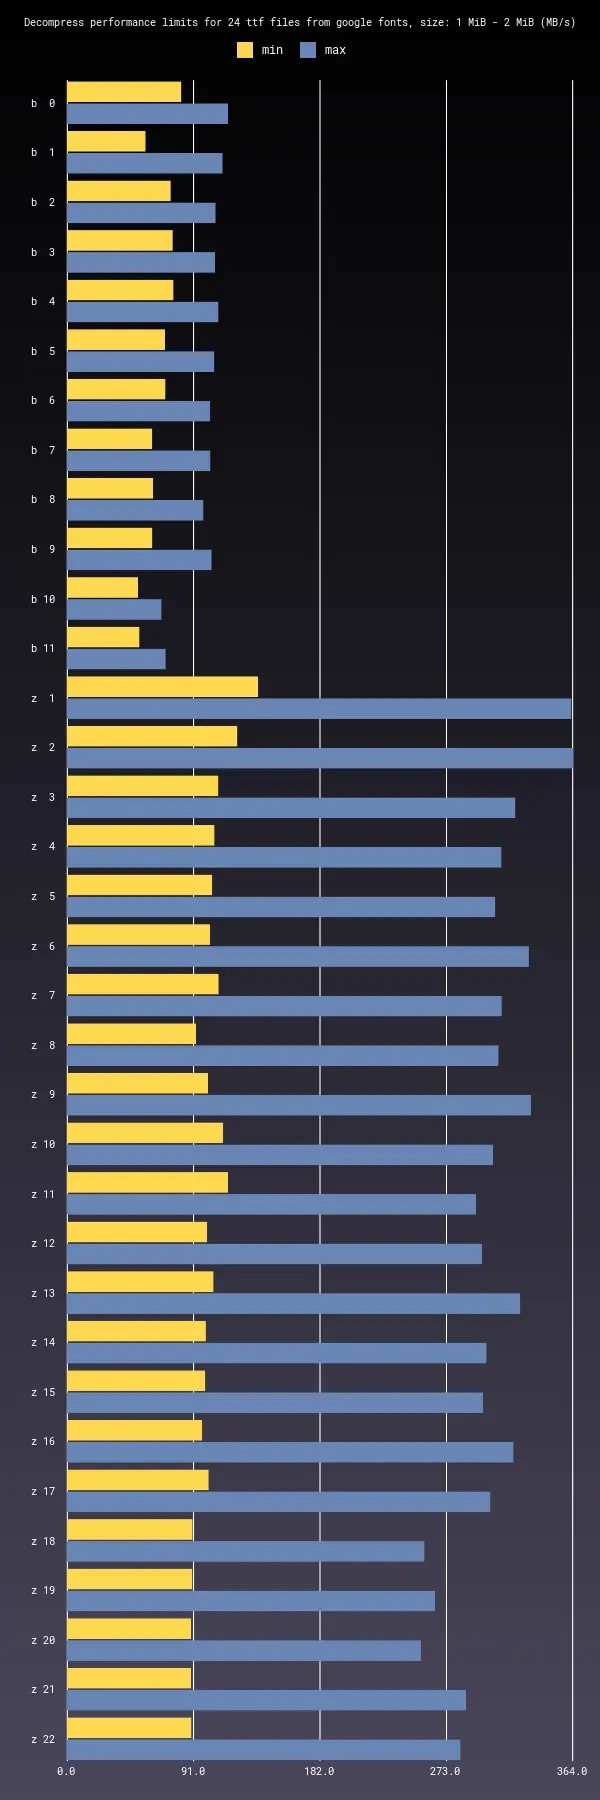 Decompress performance limits for 24 ttf files from google fonts, size: 1 MiB - 2 MiB (MB/s)
min max
b 0
b 1
b 2
b 3
b 4
b 5
b 6
b 7
b 8
b 9
b 10
b 11
z 1
z 2
z 3
z 4
z 5
z 6
z 7
z 8
z 9
z 10
z 11
z 12
z 13
z 14
z 15
z 16
z 17
z 18
z 19
z 20
z 21
z 22
0.0 91.0 182.0 273.0 364.0